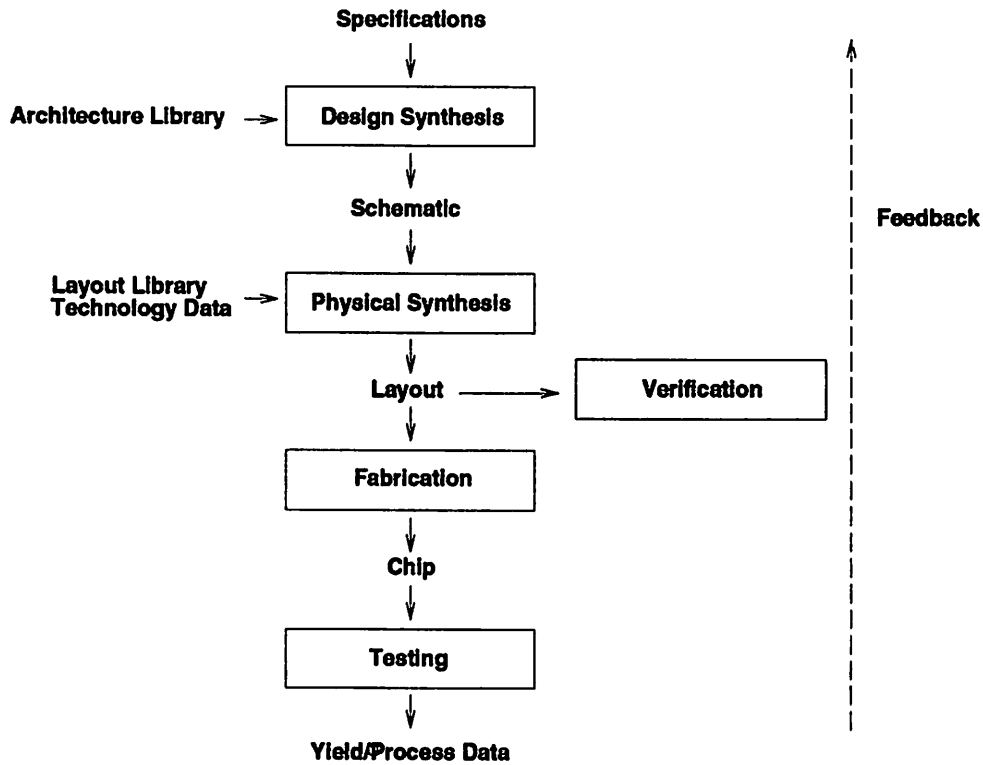 Specifications
Architecture Library
Design Synthesis
Schematic
Feedback
Layout Library
Technology Data
Physical Synthesis
Layout
Verification
Fabrication
Chip
Testing
Yield/Process Data